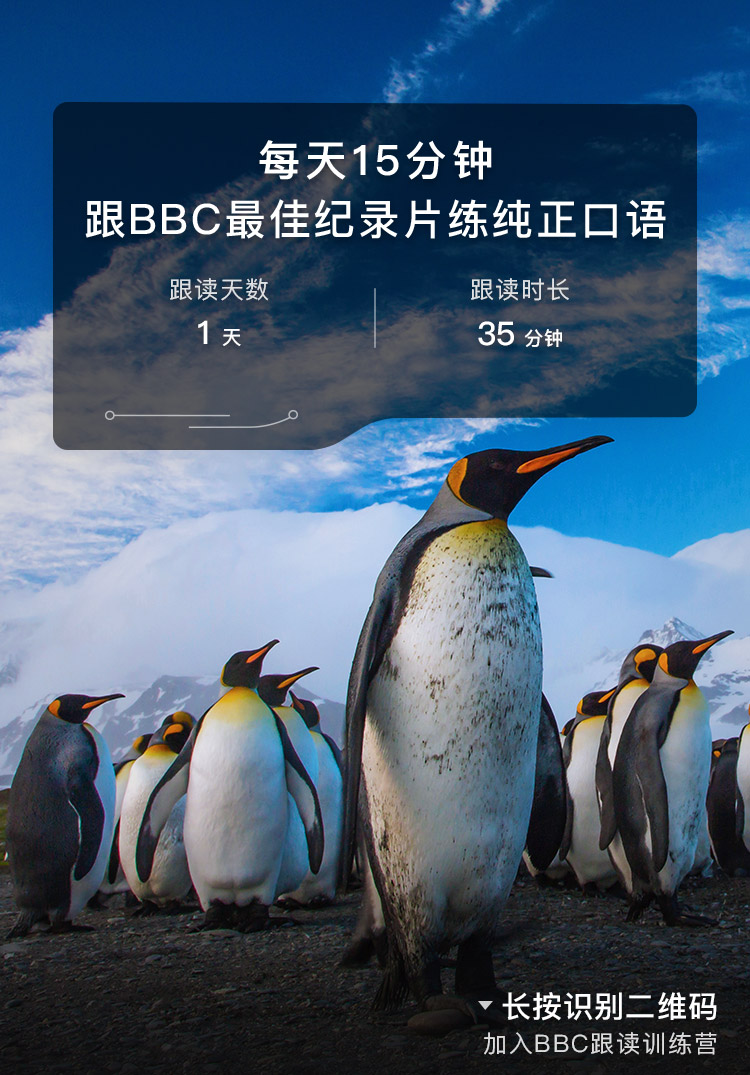 每天15分钟
跟BBC最佳纪录片练纯正口语
跟读天数
1 天
跟读时长
35 分钟
长按识别二维码
加入BBC跟读训练营